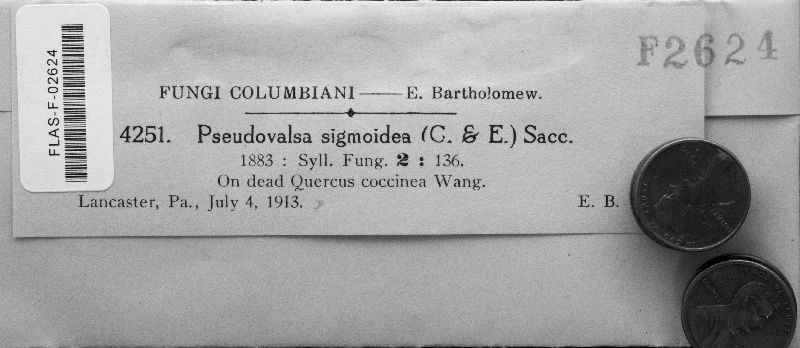 FLAS-F-02624
F2624
FUNGI COLUMBIANI—E. Bartholomew.
4251. Pseudovalsa sigmoidea (C. & E.) Sacc.
1883 : Syll. Fung. 2 : 136.
On dead Quercus coccinea Wang.
Lancaster, Pa., July 4, 1913. E. B.